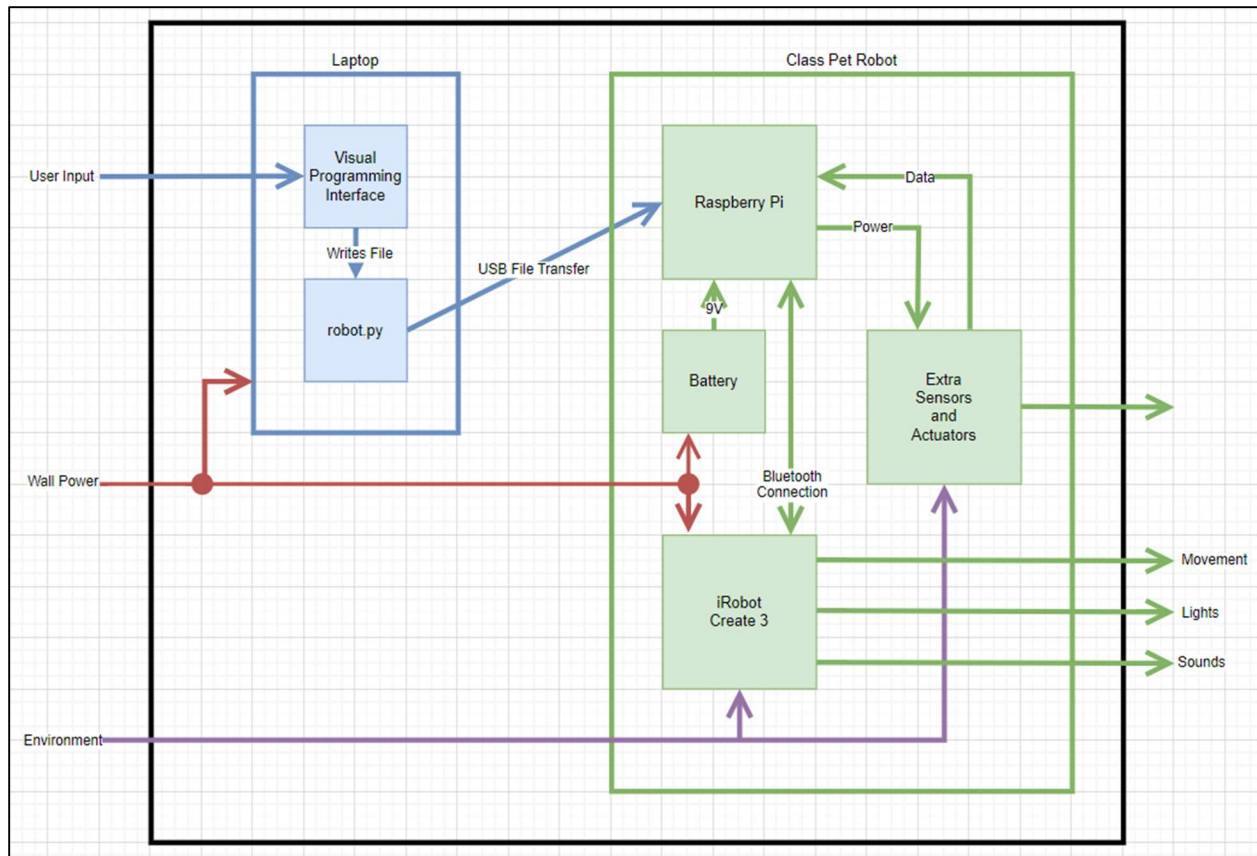 Laptop
Class Pet Robot
User Input
Visual
Programming
Interface
Writes File
robot.py
USB File Transfer
Raspberry Pi
Data
Power
9V
Battery
Extra
Sensors
and
Actuators
Wall Power
Bluetooth
Connection
iRobot
Create 3
Movement
Lights
Sounds
Environment